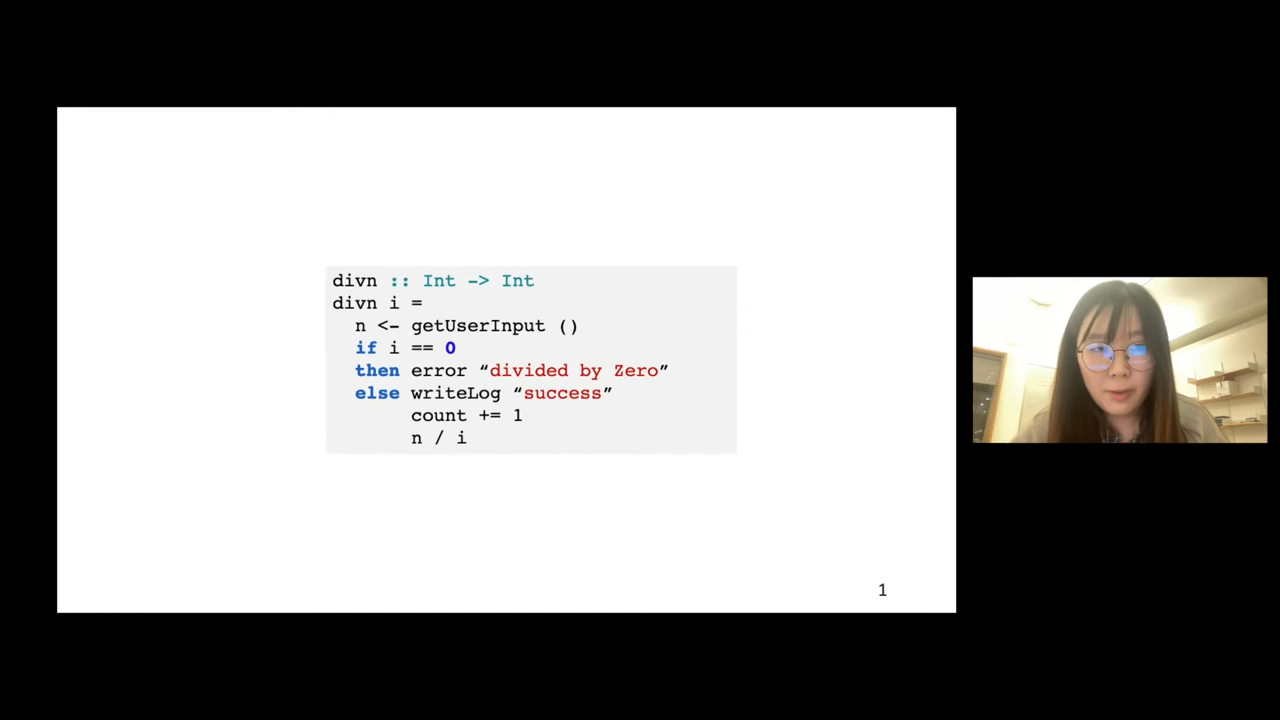 divn :: Int -> Int
divn i =
  n <- getUserInput ()
  if i == 0
  then error “divided by Zero”
  else writeLog “success”
       count += 1
       n / i
1